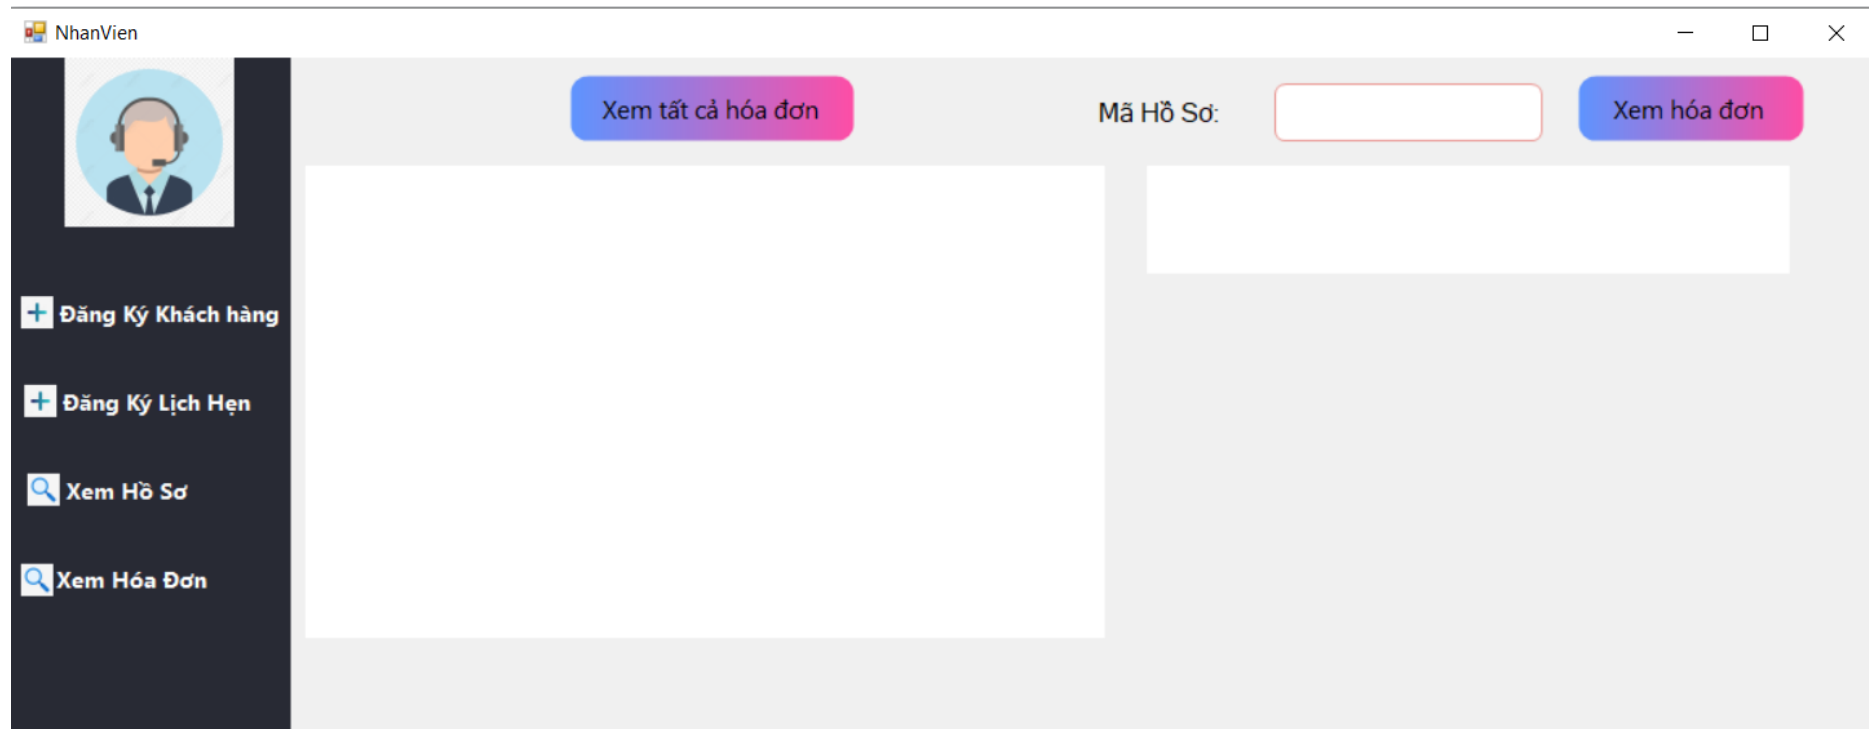 NhanVien
Xem tất cả hóa đơn
Mã Hồ Sơ:
Xem hóa đơn
Đăng Ký Khách hàng
Đăng Ký Lịch Hẹn
Xem Hồ Sơ
Xem Hóa Đơn